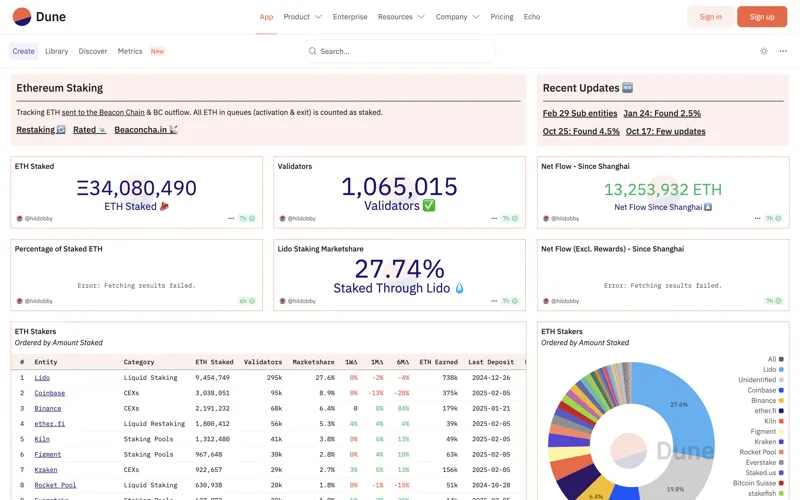 Dune
App Product Enterprise Resources Company Pricing Echo
Sign in Sign up
Create Library Discover Metrics New
Search...
Ethereum Staking
Tracking ETH sent to the Beacon Chain & BC outflow. All ETH in queues (activation & exit) is counted as staked.
Restaking Rated Beaconcha.in
Recent Updates NEW
Feb 29 Sub entities Jan 24: Found 2.5%
Oct 25: Found 4.5% Oct 17: Few updates
ETH Staked
Ξ34,080,490
ETH Staked
@hildobby 7h
Validators
1,065,015
Validators
@hildobby 7h
Net Flow - Since Shanghai
13,253,932 ETH
Net Flow Since Shanghai
@hildobby 7h
Percentage of Staked ETH
Error: Fetching results failed.
@hildobby 6h
Lido Staking Marketshare
27.74%
Staked Through Lido
@hildobby 7h
Net Flow (Excl. Rewards) - Since Shanghai
Error: Fetching results failed.
@hildobby 7h
ETH Stakers
Ordered by Amount Staked
# Entity Category ETH Staked Validators Marketshare 1WΔ 1MΔ 6MΔ ETH Earned Last Deposit
1 Lido Liquid Staking 9,454,749 295k 27.6% 0% -2% -4% 738k 2024-12-26
2 Coinbase CEXs 3,038,051 95k 8.9% 0% -13% -28% 375k 2025-02-05
3 Binance CEXs 2,191,232 68k 6.4% 0 8% 84% 179k 2025-01-21
4 ether.fi Liquid Restaking 1,800,412 56k 5.3% 4% 4% 4% 39k 2025-02-05
5 Kiln Staking Pools 1,312,480 41k 3.8% 0% 6% 13% 49k 2025-02-05
6 Figment Staking Pools 967,648 30k 2.8% 0% 4% 10% 63k 2025-02-05
7 Kraken CEXs 922,657 29k 2.7% 3% 5% 13% 156k 2025-02-05
8 Rocket Pool Liquid Staking 630,938 20k 1.8% 0% -1% -15% 51k 2024-10-28
ETH Stakers
Ordered by Amount Staked
27.6%
19.8%
6.4%
Dune
All
Lido
Unidentified
Coinbase
Binance
ether.fi
Kiln
Figment
Kraken
Rocket Pool
Everstake
Staked.us
Bitcoin Suisse
stakefish